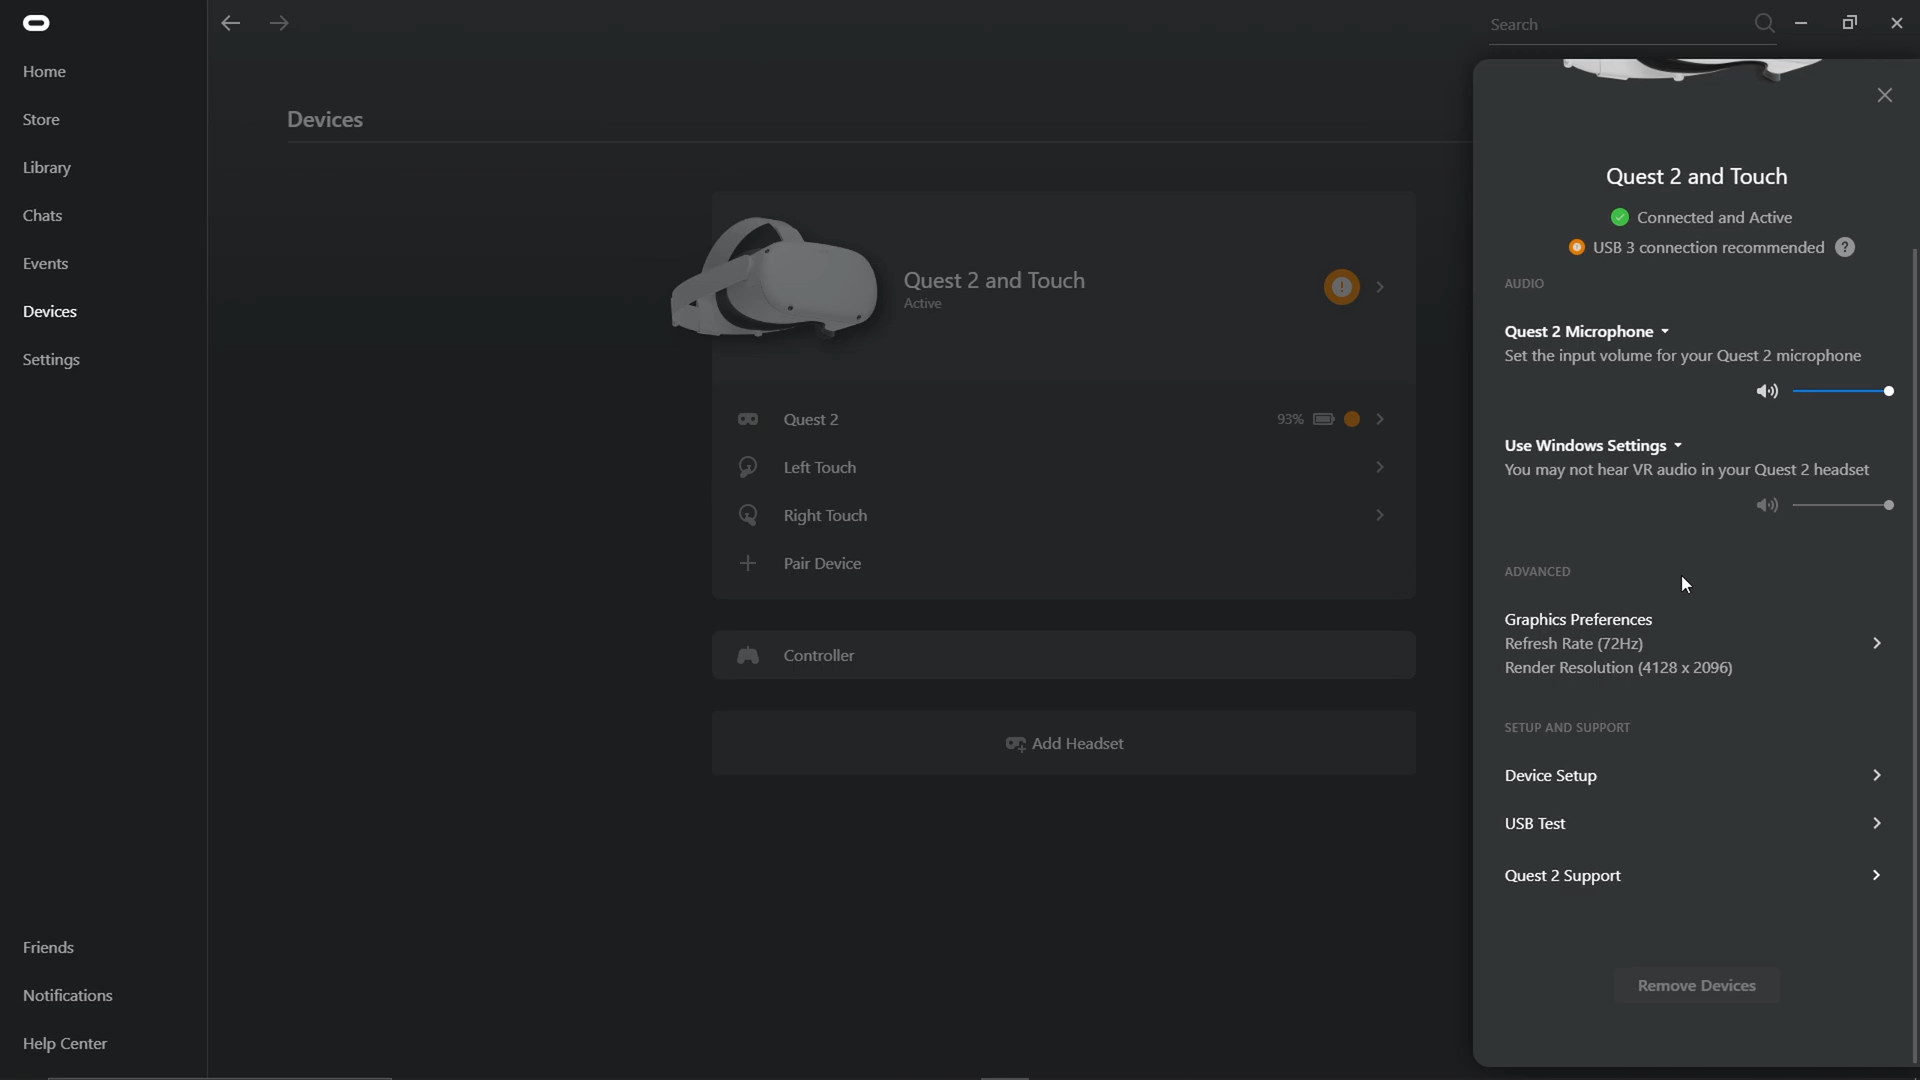 Home
Store
Library
Chats
Events
Devices
Settings
Friends
Notifications
Help Center
Search
Devices
Quest 2 and Touch
Active
Quest 2
93%
Left Touch
Right Touch
Pair Device
Controller
Add Headset
Quest 2 and Touch
Connected and Active
USB 3 connection recommended ?
AUDIO
Quest 2 Microphone
Set the input volume for your Quest 2 microphone
Use Windows Settings
You may not hear VR audio in your Quest 2 headset
ADVANCED
Graphics Preferences
Refresh Rate (72Hz)
Render Resolution (4128 x 2096)
SETUP AND SUPPORT
Device Setup
USB Test
Quest 2 Support
Remove Devices